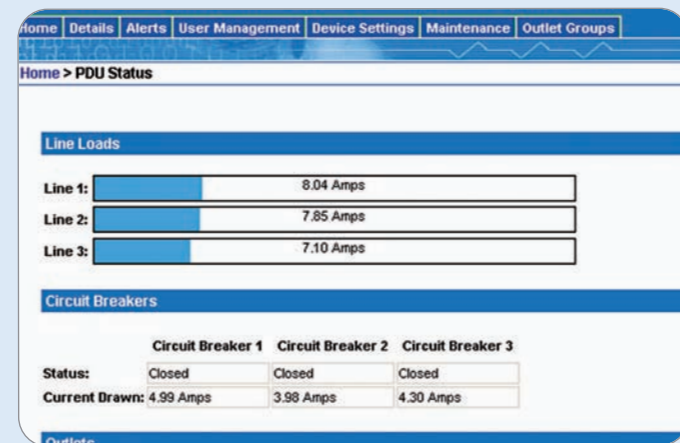 Home Details Alerts User Management Device Settings Maintenance Outlet Groups
Home > PDU Status
Line Loads
Line 1: 8.04 Amps
Line 2: 7.85 Amps
Line 3: 7.10 Amps
Circuit Breakers
Circuit Breaker 1 Circuit Breaker 2 Circuit Breaker 3
Status: Closed Closed Closed
Current Drawn: 4.99 Amps 3.98 Amps 4.30 Amps
Outlets